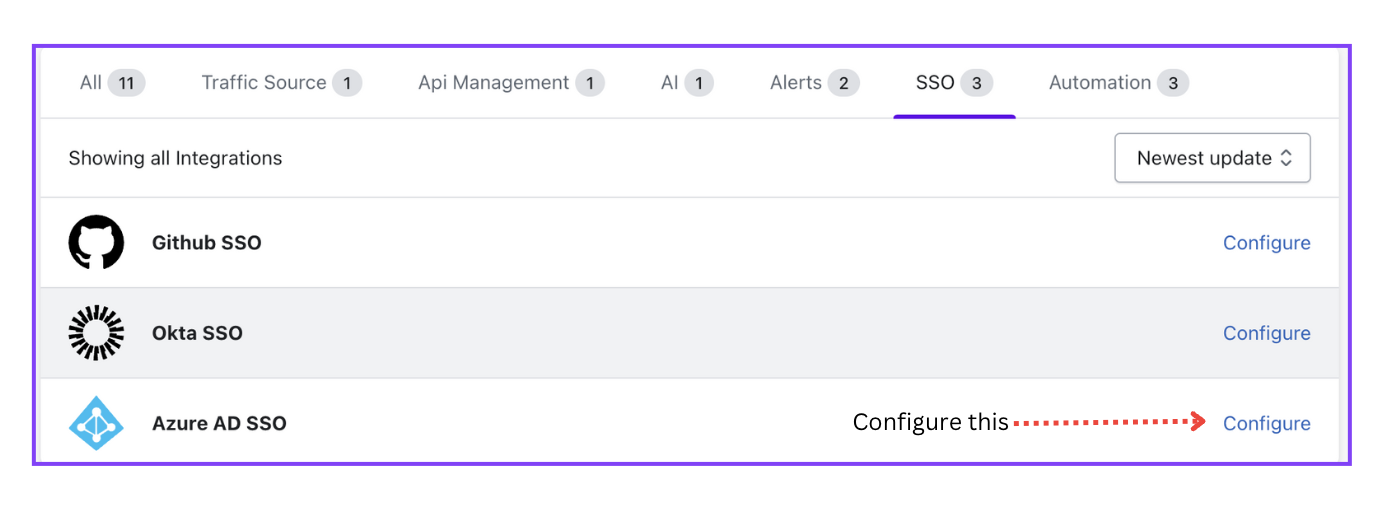 All 11 Traffic Source 1 Api Management 1 AI 1 Alerts 2 SSO 3 Automation 3
Showing all Integrations Newest update
Github SSO Configure
Okta SSO Configure
Azure AD SSO Configure this Configure